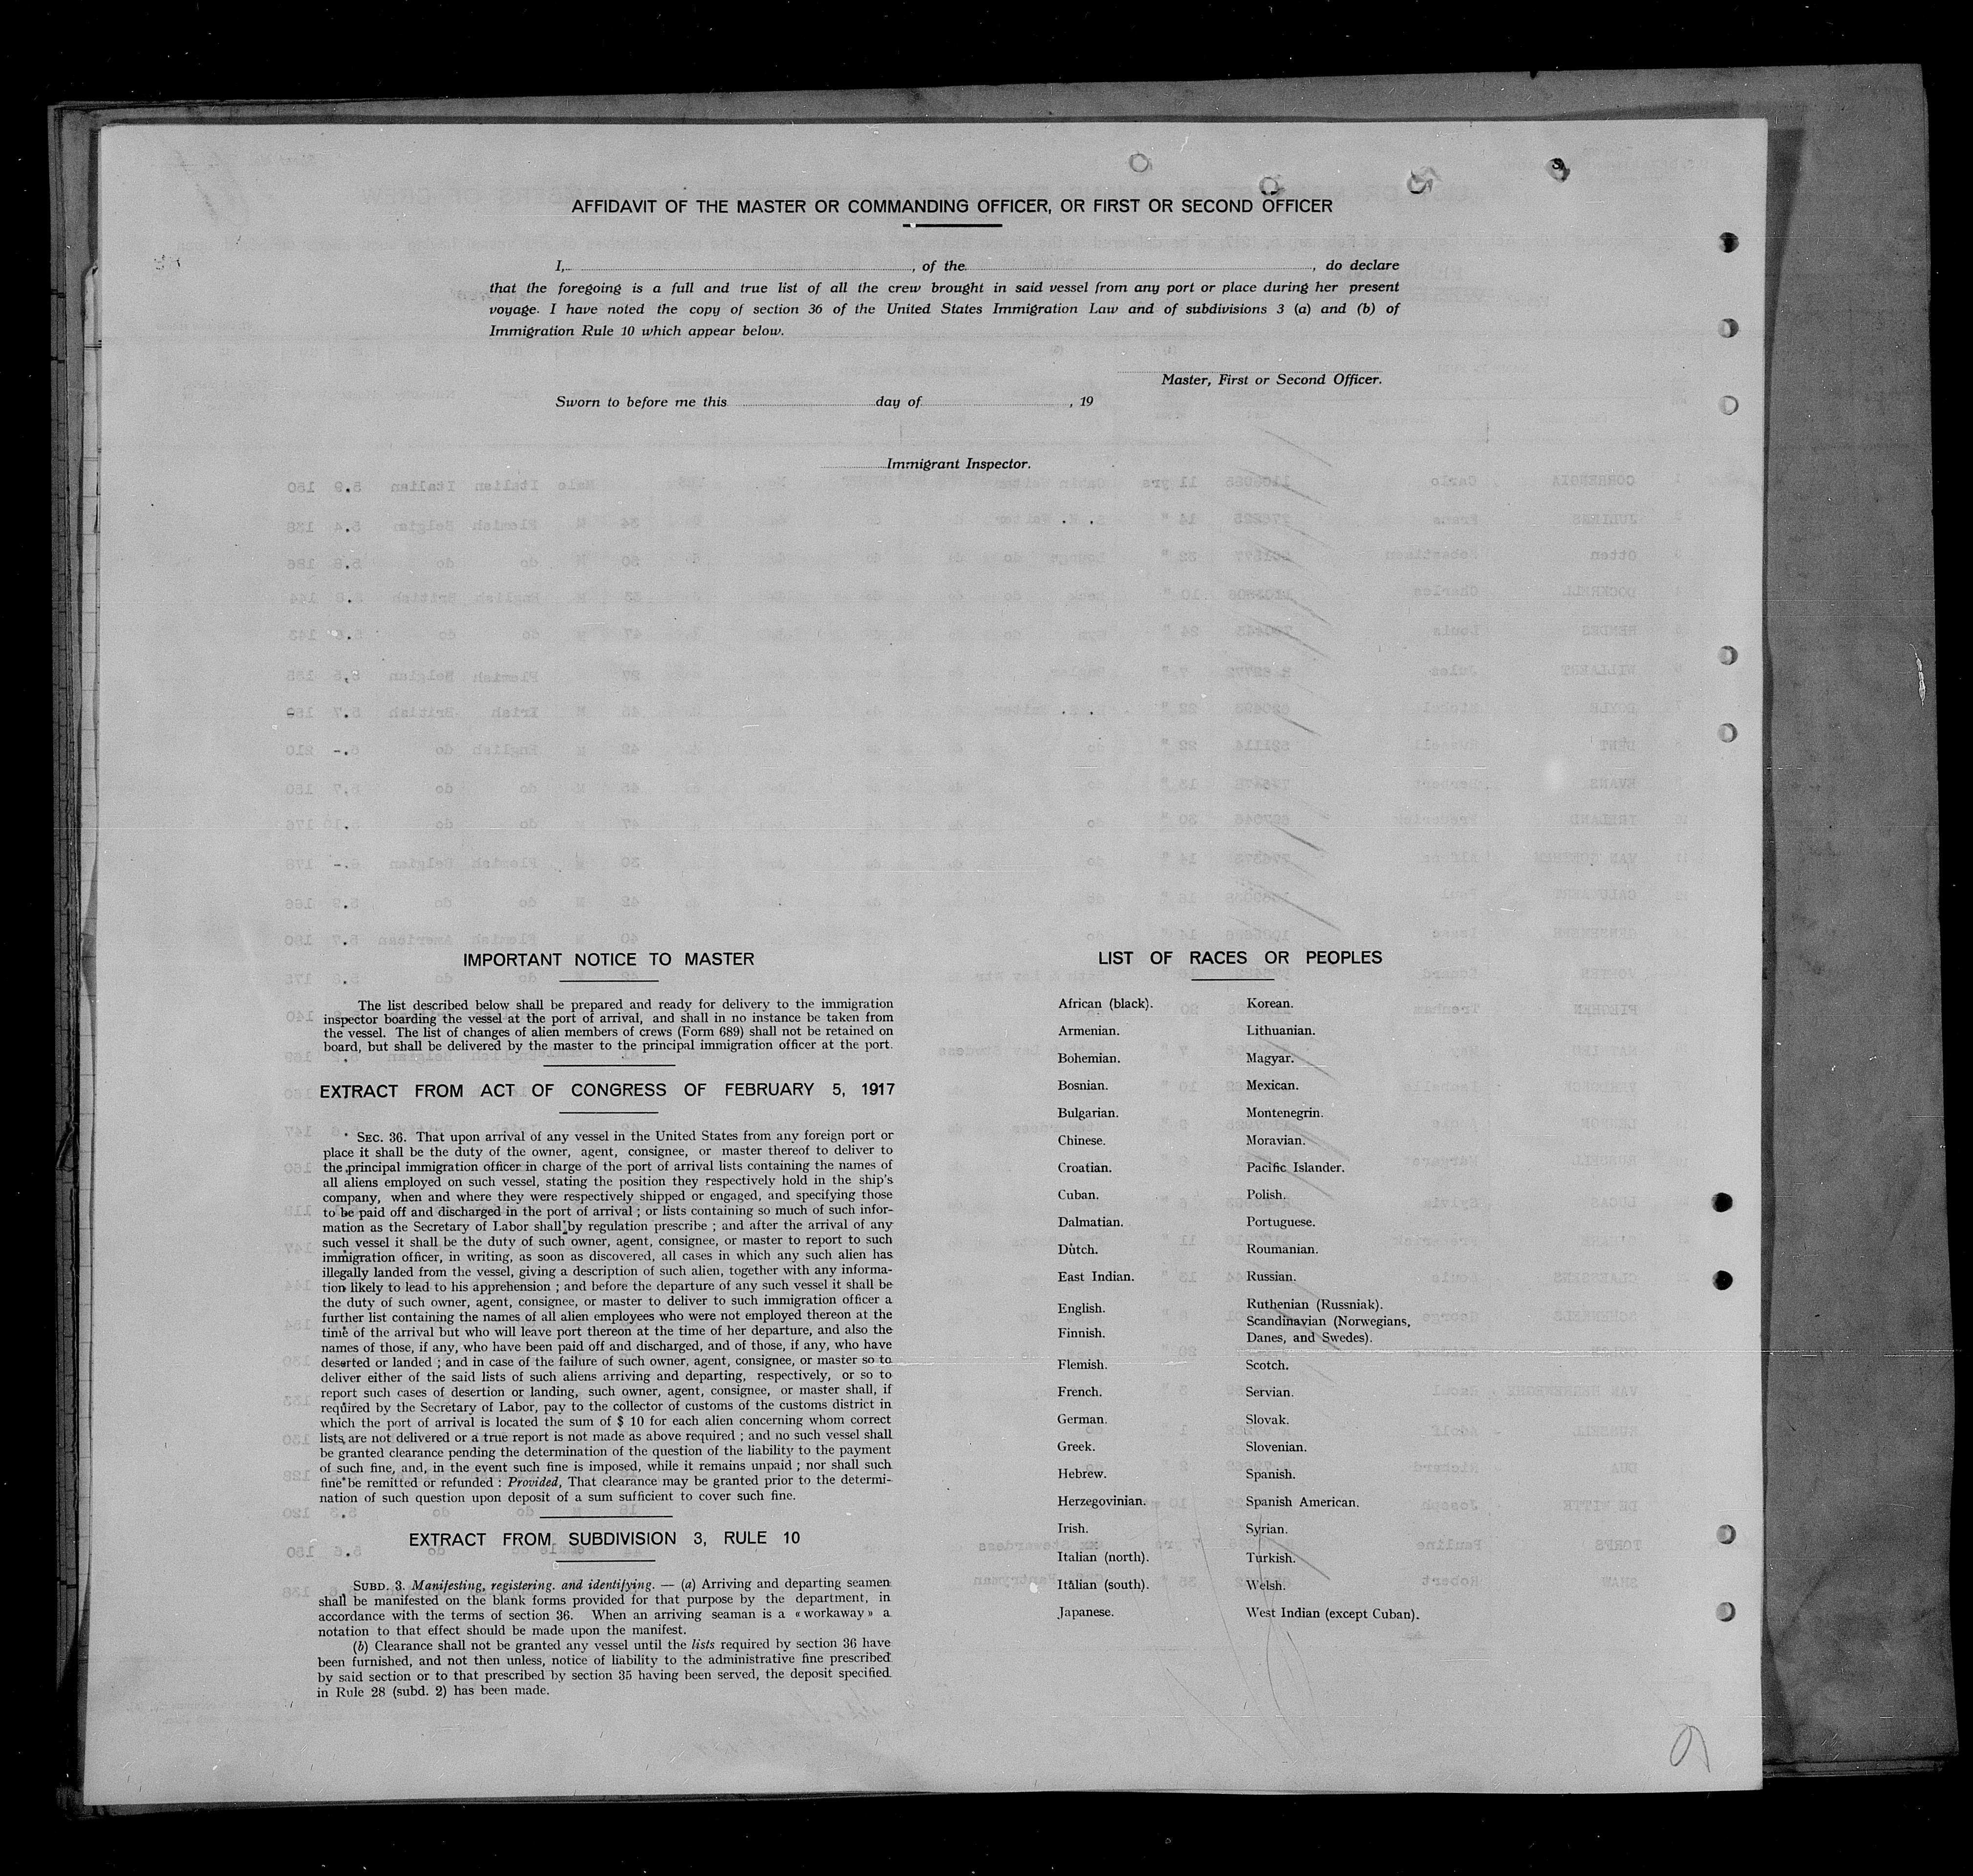 AFFIDAVIT OF THE MASTER OR COMMANDING OFFICER, OR FIRST OR SECOND OFFICER
I, , of the , do declare
that the foregoing is a full and true list of all the crew brought in said vessel from any port or place during her present
voyage. I have noted the copy of section 36 of the United States Immigration Law and of subdivisions 3 (a) and (b) of
Immigration Rule 10 which appear below.
Master, First or Second Officer.
Sworn to before me this day of , 19
Immigrant Inspector.
IMPORTANT NOTICE TO MASTER
The list described below shall be prepared and ready for delivery to the immigration
inspector boarding the vessel at the port of arrival, and shall in no instance be taken from
the vessel. The list of changes of alien members of crews (Form 689) shall not be retained on
board, but shall be delivered by the master to the principal immigration officer at the port.
EXTRACT FROM ACT OF CONGRESS OF FEBRUARY 5, 1917
SEC. 36. That upon arrival of any vessel in the United States from any foreign port or
place it shall be the duty of the owner, agent, consignee, or master thereof to deliver to
the principal immigration officer in charge of the port of arrival lists containing the names of
all aliens employed on such vessel, stating the position they respectively hold in the ship's
company, when and where they were respectively shipped or engaged, and specifying those
to be paid off and discharged in the port of arrival ; or lists containing so much of such infor-
mation as the Secretary of Labor shall by regulation prescribe ; and after the arrival of any
such vessel it shall be the duty of such owner, agent, consignee, or master to report to such
immigration officer, in writing, as soon as discovered, all cases in which any such alien has
illegally landed from the vessel, giving a description of such alien, together with any informa-
tion likely to lead to his apprehension ; and before the departure of any such vessel it shall be
the duty of such owner, agent, consignee, or master to deliver to such immigration officer a
further list containing the names of all alien employees who were not employed thereon at the
time of the arrival but who will leave port thereon at the time of her departure, and also the
names of those, if any, who have been paid off and discharged, and of those, if any, who have
deserted or landed ; and in case of the failure of such owner, agent, consignee, or master so to
deliver either of the said lists of such aliens arriving and departing, respectively, or so to
report such cases of desertion or landing, such owner, agent, consignee, or master shall, if
required by the Secretary of Labor, pay to the collector of customs of the customs district in
which the port of arrival is located the sum of $ 10 for each alien concerning whom correct
lists are not delivered or a true report is not made as above required ; and no such vessel shall
be granted clearance pending the determination of the question of the liability to the payment
of such fine, and, in the event such fine is imposed, while it remains unpaid ; nor shall such
fine be remitted or refunded : Provided, That clearance may be granted prior to the determi-
nation of such question upon deposit of a sum sufficient to cover such fine.
EXTRACT FROM SUBDIVISION 3, RULE 10
SUBD. 3. Manifesting, registering. and identifying. — (a) Arriving and departing seamen
shall be manifested on the blank forms provided for that purpose by the department, in
accordance with the terms of section 36. When an arriving seaman is a « workaway » a
notation to that effect should be made upon the manifest.
(b) Clearance shall not be granted any vessel until the lists required by section 36 have
been furnished, and not then unless, notice of liability to the administrative fine prescribed
by said section or to that prescribed by section 35 having been served, the deposit specified
in Rule 28 (subd. 2) has been made.
LIST OF RACES OR PEOPLES
African (black).
Armenian.
Bohemian.
Bosnian.
Bulgarian.
Chinese.
Croatian.
Cuban.
Dalmatian.
Dutch.
East Indian.
English.
Finnish.
Flemish.
French.
German.
Greek.
Hebrew.
Herzegovinian.
Irish.
Italian (north).
Italian (south).
Japanese.
Korean.
Lithuanian.
Magyar.
Mexican.
Montenegrin.
Moravian.
Pacific Islander.
Polish.
Portuguese.
Roumanian.
Russian.
Ruthenian (Russniak).
Scandinavian (Norwegians,
Danes, and Swedes).
Scotch.
Servian.
Slovak.
Slovenian.
Spanish.
Spanish American.
Syrian.
Turkish.
Welsh.
West Indian (except Cuban).